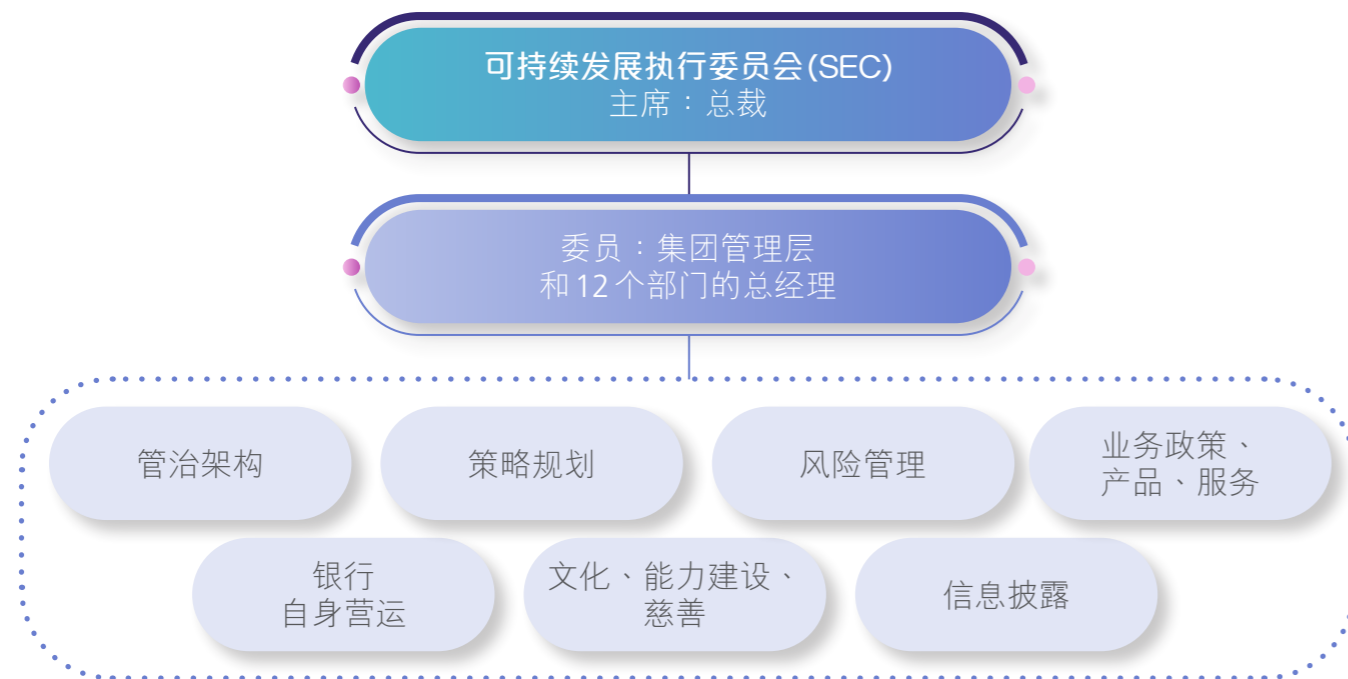 可持续发展执行委员会(SEC)
主席：总裁
委员：集团管理层
和12个部门的总经理
管治架构
策略规划
风险管理
业务政策、
产品、服务
银行
自身营运
文化、能力建设、
慈善
信息披露